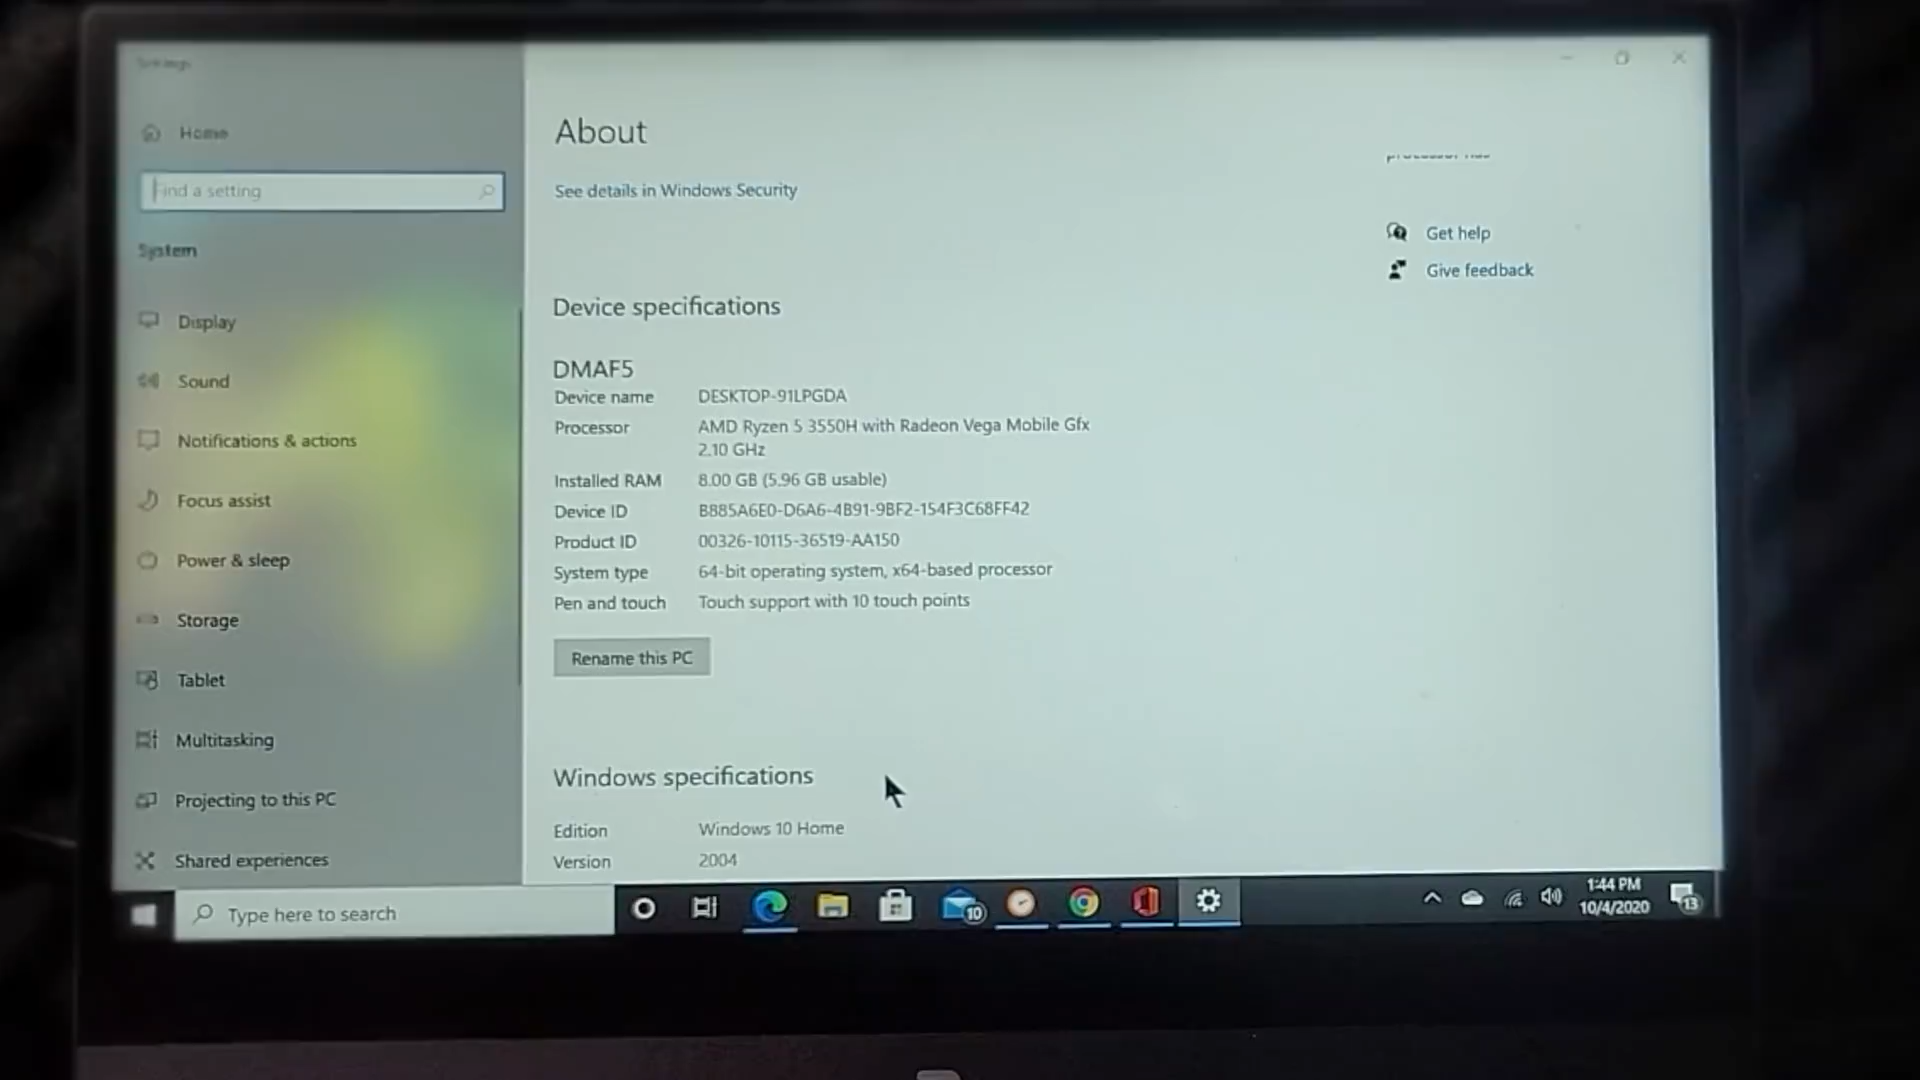 Settings
Home
Find a setting
System
Display
Sound
Notifications & actions
Focus assist
Power & sleep
Storage
Tablet
Multitasking
Projecting to this PC
Shared experiences
About
See details in Windows Security
Device specifications
DMAF5
Device name DESKTOP-91LPGDA
Processor AMD Ryzen 5 3550H with Radeon Vega Mobile Gfx
2.10 GHz
Installed RAM 8.00 GB (5.96 GB usable)
Device ID B885A6E0-D6A6-4B91-9BF2-154F3C68FF42
Product ID 00326-10115-36519-AA150
System type 64-bit operating system, x64-based processor
Pen and touch Touch support with 10 touch points
Rename this PC
Windows specifications
Edition Windows 10 Home
Version 2004
Get help
Give feedback
Type here to search
10
1:44 PM
10/4/2020
13